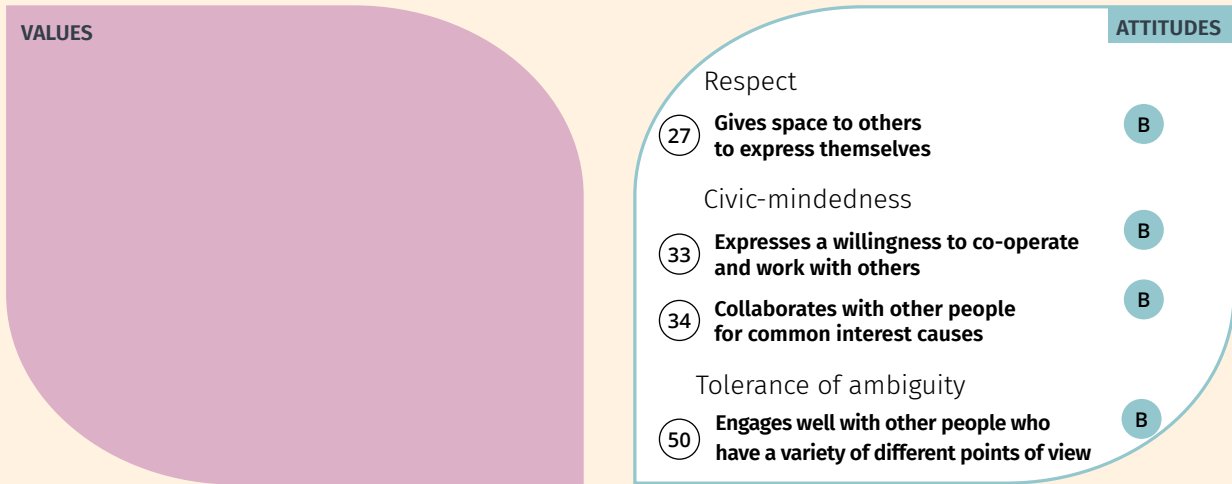 VALUES
ATTITUDES
Respect
27 Gives space to others B
to express themselves
Civic-mindedness
33 Expresses a willingness to co-operate B
and work with others
34 Collaborates with other people B
for common interest causes
Tolerance of ambiguity
50 Engages well with other people who B
have a variety of different points of view